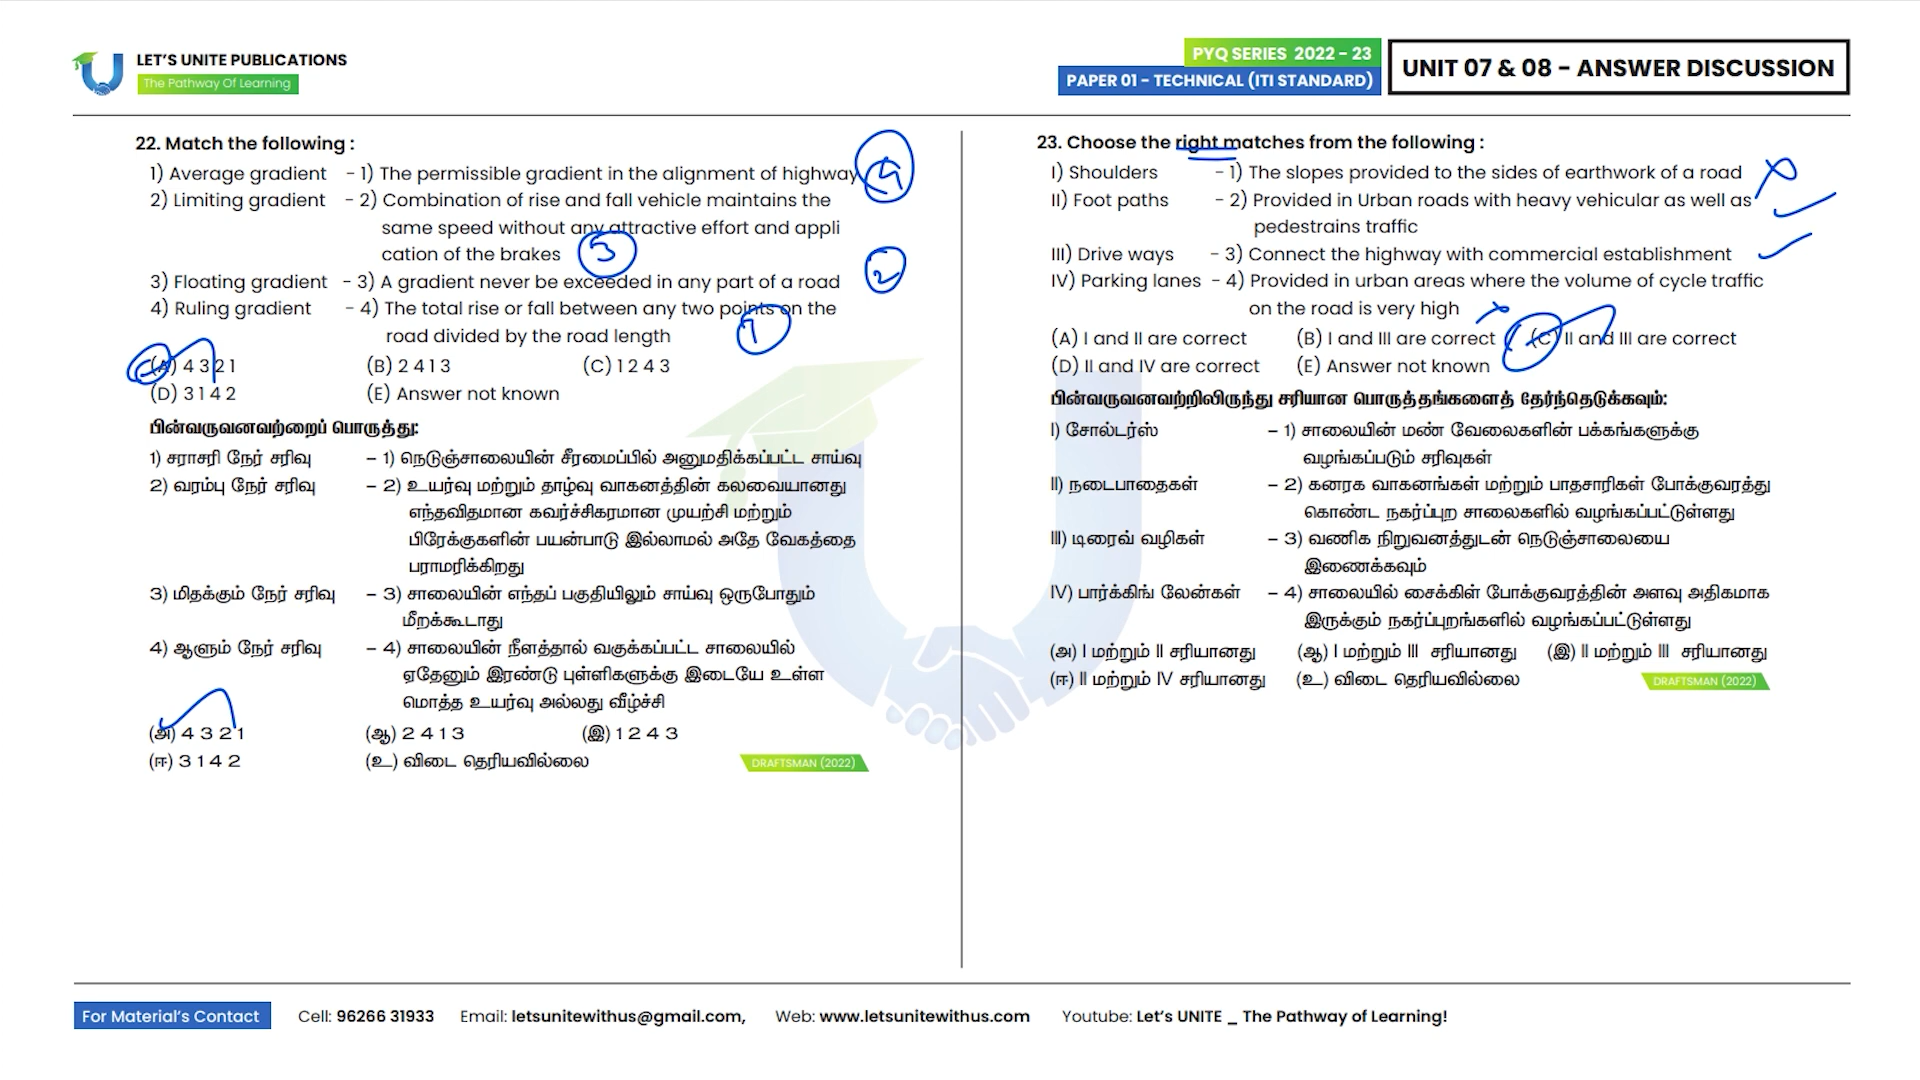 LET'S UNITE PUBLICATIONS
The Pathway Of Learning
PYQ SERIES 2022 - 23
PAPER 01 - TECHNICAL (ITI STANDARD)
UNIT 07 & 08 - ANSWER DISCUSSION
22. Match the following :
1) Average gradient - 1) The permissible gradient in the alignment of highway
4
2) Limiting gradient - 2) Combination of rise and fall vehicle maintains the
same speed without any attractive effort and appli
cation of the brakes
3
3) Floating gradient - 3) A gradient never be exceeded in any part of a road
2
4) Ruling gradient - 4) The total rise or fall between any two points on the
road divided by the road length
1
(A) 4 3 2 1 (B) 2 4 1 3 (C) 1 2 4 3
(D) 3 1 4 2 (E) Answer not known
பின்வருவனவற்றைப் பொருத்து:
1) சராசரி நேர் சரிவு - 1) நெடுஞ்சாலையின் சீரமைப்பில் அனுமதிக்கப்பட்ட சாய்வு
2) வரம்பு நேர் சரிவு - 2) உயர்வு மற்றும் தாழ்வு வாகனத்தின் கலவையானது
எந்தவிதமான கவர்ச்சிகரமான முயற்சி மற்றும்
பிரேக்குகளின் பயன்பாடு இல்லாமல் அதே வேகத்தை
பராமரிக்கிறது
3) மிதக்கும் நேர் சரிவு - 3) சாலையின் எந்தப் பகுதியிலும் சாய்வு ஒருபோதும்
மீறக்கூடாது
4) ஆளும் நேர் சரிவு - 4) சாலையின் நீளத்தால் வகுக்கப்பட்ட சாலையில்
ஏதேனும் இரண்டு புள்ளிகளுக்கு இடையே உள்ள
மொத்த உயர்வு அல்லது வீழ்ச்சி
(அ) 4 3 2 1 (ஆ) 2 4 1 3 (இ) 1 2 4 3
(ஈ) 3 1 4 2 (உ) விடை தெரியவில்லை
DRAFTSMAN (2022)
23. Choose the right matches from the following :
I) Shoulders - 1) The slopes provided to the sides of earthwork of a road
II) Foot paths - 2) Provided in Urban roads with heavy vehicular as well as
pedestrains traffic
III) Drive ways - 3) Connect the highway with commercial establishment
IV) Parking lanes - 4) Provided in urban areas where the volume of cycle traffic
on the road is very high
(A) I and II are correct (B) I and III are correct (C) II and III are correct
(D) II and IV are correct (E) Answer not known
பின்வருவனவற்றிலிருந்து சரியான பொருத்தங்களைத் தேர்ந்தெடுக்கவும்:
I) சோல்டர்ஸ் - 1) சாலையின் மண் வேலைகளின் பக்கங்களுக்கு
வழங்கப்படும் சரிவுகள்
II) நடைபாதைகள் - 2) கனரக வாகனங்கள் மற்றும் பாதசாரிகள் போக்குவரத்து
கொண்ட நகர்ப்புற சாலைகளில் வழங்கப்பட்டுள்ளது
III) டிரைவ் வழிகள் - 3) வணிக நிறுவனத்துடன் நெடுஞ்சாலையை
இணைக்கவும்
IV) பார்க்கிங் லேன்கள் - 4) சாலையில் சைக்கிள் போக்குவரத்தின் அளவு அதிகமாக
இருக்கும் நகர்ப்புறங்களில் வழங்கப்பட்டுள்ளது
(அ) I மற்றும் II சரியானது (ஆ) I மற்றும் III சரியானது (இ) II மற்றும் III சரியானது
(ஈ) II மற்றும் IV சரியானது (உ) விடை தெரியவில்லை
DRAFTSMAN (2022)
For Material's Contact Cell: 96266 31933 Email: letsunitewithus@gmail.com, Web: www.letsunitewithus.com Youtube: Let's UNITE _ The Pathway of Learning!